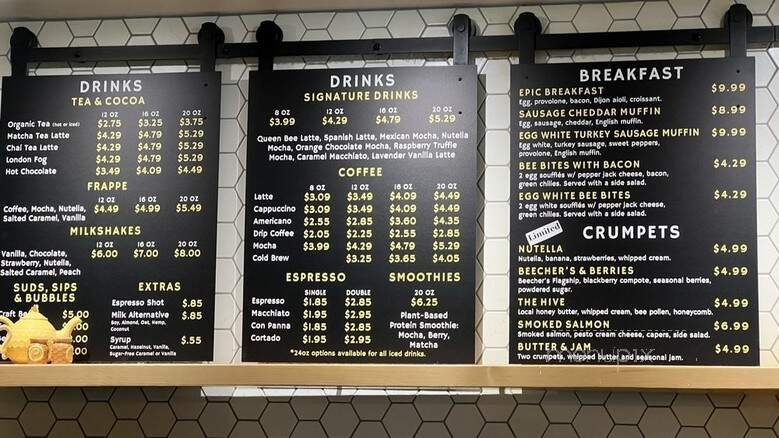 DRINKS
TEA & COCOA
12 OZ 16 OZ 20 OZ
Organic Tea (hot or iced) $2.75 $3.25 $3.75
Matcha Tea Latte $4.29 $4.79 $5.29
Chai Tea Latte $4.29 $4.79 $5.29
London Fog $4.29 $4.79 $5.29
Hot Chocolate $3.49 $4.09 $4.49
FRAPPE
12 OZ 16 OZ 20 OZ
Coffee, Mocha, Nutella, $4.49 $4.99 $5.49
Salted Caramel, Vanilla
MILKSHAKES
12 OZ 16 OZ 20 OZ
Vanilla, Chocolate, $6.00 $7.00 $8.00
Strawberry, Nutella,
Salted Caramel, Peach
SUDS, SIPS
& BUBBLES
Craft $5.00
EXTRAS
Espresso Shot $.85
Milk Alternative $.85
Soy, Almond, Oat, Hemp,
Coconut
Syrup $.55
Caramel, Hazelnut, Vanilla,
Sugar-Free Caramel or Vanilla
DRINKS
SIGNATURE DRINKS
8 OZ 12 OZ 16 OZ 20 OZ
$3.99 $4.29 $4.79 $5.29
Queen Bee Latte, Spanish Latte, Mexican Mocha, Nutella
Mocha, Orange Chocolate Mocha, Raspberry Truffle
Mocha, Caramel Macchiato, Lavender Vanilla Latte
COFFEE
8 OZ 12 OZ 16 OZ 20 OZ
Latte $3.09 $3.49 $4.09 $4.49
Cappuccino $3.09 $3.49 $4.09 $4.49
Americano $2.55 $2.85 $3.60 $4.35
Drip Coffee $2.05 $2.25 $2.55 $2.85
Mocha $3.99 $4.29 $4.79 $5.29
Cold Brew $3.25 $3.65 $4.05
ESPRESSO
SINGLE DOUBLE
Espresso $1.85 $2.85
Macchiato $1.95 $2.95
Con Panna $1.85 $2.85
Cortado $1.95 $2.95
SMOOTHIES
20 OZ
$6.25
Plant-Based
Protein Smoothie:
Mocha, Berry,
Matcha
*24oz options available for all iced drinks.
BREAKFAST
EPIC BREAKFAST $9.99
Egg, provolone, bacon, Dijon aioli, croissant.
SAUSAGE CHEDDAR MUFFIN $8.99
Egg, sausage, cheddar, English muffin.
EGG WHITE TURKEY SAUSAGE MUFFIN $9.99
Egg white, turkey sausage, sweet peppers,
provolone, English muffin.
BEE BITES WITH BACON $4.29
2 egg soufflés w/ pepper jack cheese, bacon,
green chilies. Served with a side salad.
EGG WHITE BEE BITES $4.29
2 egg white soufflés w/ pepper jack cheese,
green chilies. Served with a side salad.
Limited
CRUMPETS
NUTELLA $4.99
Nutella, banana, strawberries, whipped cream.
BEECHER'S & BERRIES $4.99
Beecher's Flagship, blackberry compote, seasonal berries,
powdered sugar.
THE HIVE $4.99
Local honey butter, whipped cream, bee pollen, honeycomb.
SMOKED SALMON $6.99
Smoked salmon, pesto cream cheese, capers, side salad.
BUTTER & JAM $4.99
Two crumpets, whipped butter and seasonal jam.